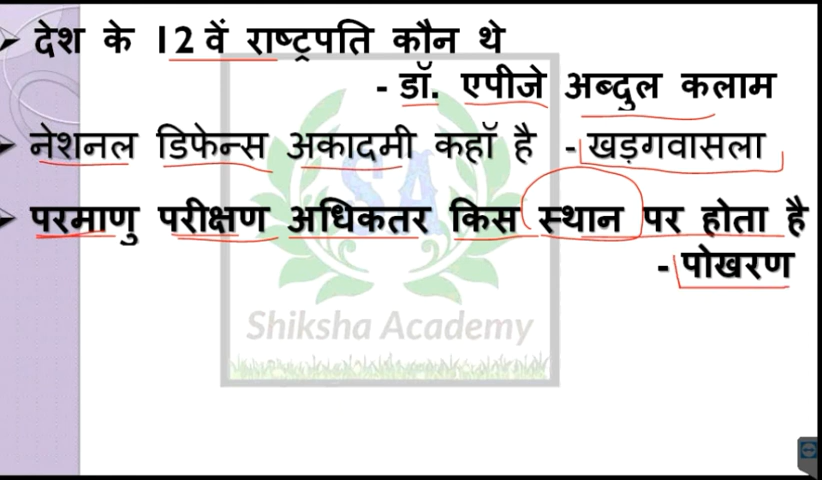 देश के 12 वें राष्ट्रपति कौन थे
- डॉ. एपीजे अब्दुल कलाम
नेशनल डिफेन्स अकादमी कहाँ है - खड़गवासला
परमाणु परीक्षण अधिकतर किस स्थान पर होता है
- पोखरण
SA
Shiksha Academy